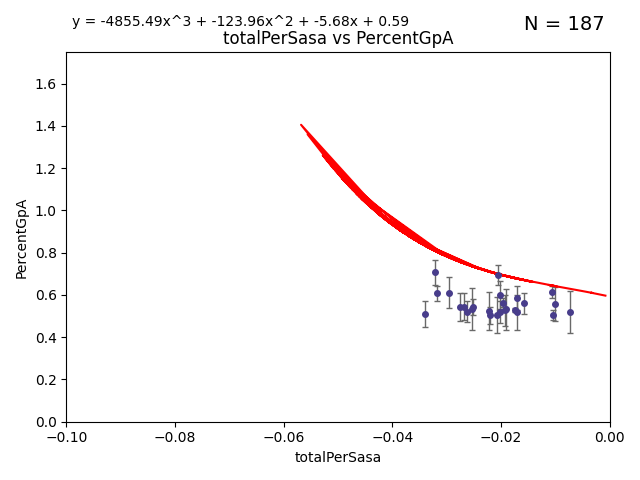 y = -4855.49x^3 + -123.96x^2 + -5.68x + 0.59
N = 187
totalPerSasa vs PercentGpA
PercentGpA
1.6
1.4
1.2
1.0
0.8
0.6
0.4
0.2
0.0
−0.10 −0.08 −0.06 −0.04 −0.02 0.00
totalPerSasa